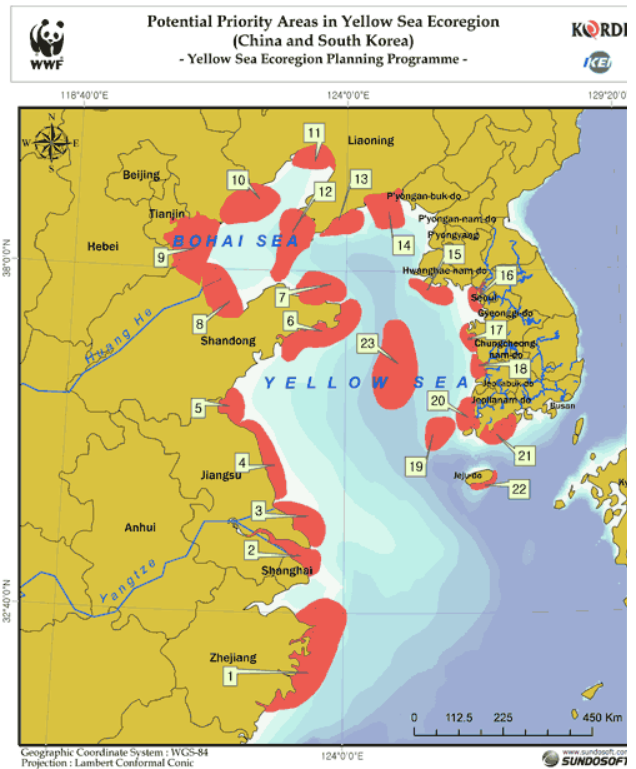 Potential Priority Areas in Yellow Sea Ecoregion
(China and South Korea)
- Yellow Sea Ecoregion Planning Programme -
WWF
KORDI
KEI
118°40'0"E
124°0'0"E
129°20'0"
N
W
E
S
11
Liaoning
Beijing
10
12
13
P'yongan-buk-do
Tianjin
P'yongan-nam-do
P'yongyang
BOHAI SEA
14
Hebei
9
15
38°0'0"N
Hwanghae-nam-do
16
7
Seoul
8
Gyeonggi-do
6
17
Huang He
Shandong
23
Chungcheong
nam-do
18
YELLOW SEA
Jeollabuk-do
20
Jeollanam-do
Busan
5
4
19
21
Jiangsu
Jeju-do
22
Ky
3
Anhui
2
Shanghai
Yangtze
32°40'0"N
Zhejiang
1
0 112.5 225 450 Km
124°0'0"E
Geographic Coordinate System : WGS-84
Projection : Lambert Conformal Conic
www.sundosoft.com
SUNDOSOFT